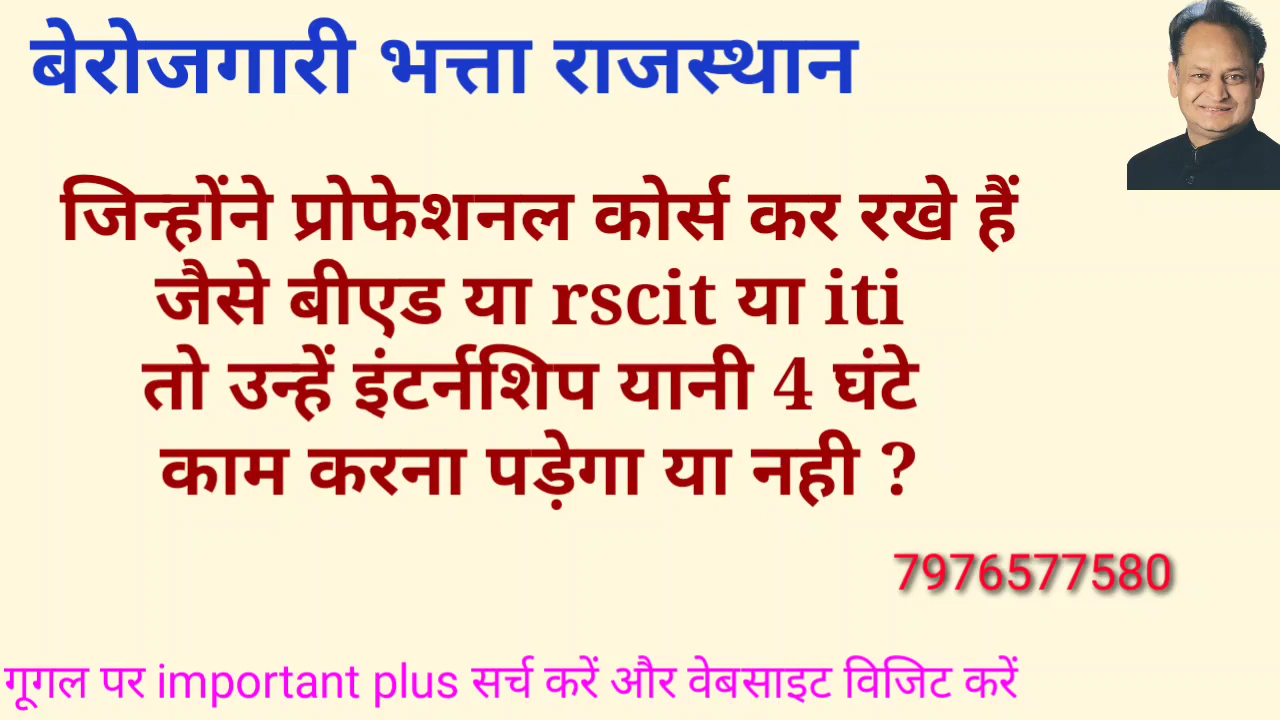 बेरोजगारी भत्ता राजस्थान
जिन्होंने प्रोफेशनल कोर्स कर रखे हैं
जैसे बीएड या rscit या iti
तो उन्हें इंटर्नशिप यानी 4 घंटे
काम करना पड़ेगा या नही ?
7976577580
गूगल पर important plus सर्च करें और वेबसाइट विजिट करें